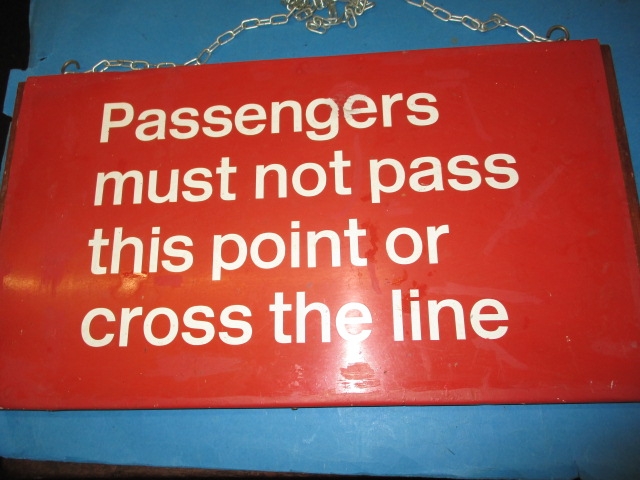 Passengers
must not pass
this point or
cross the line